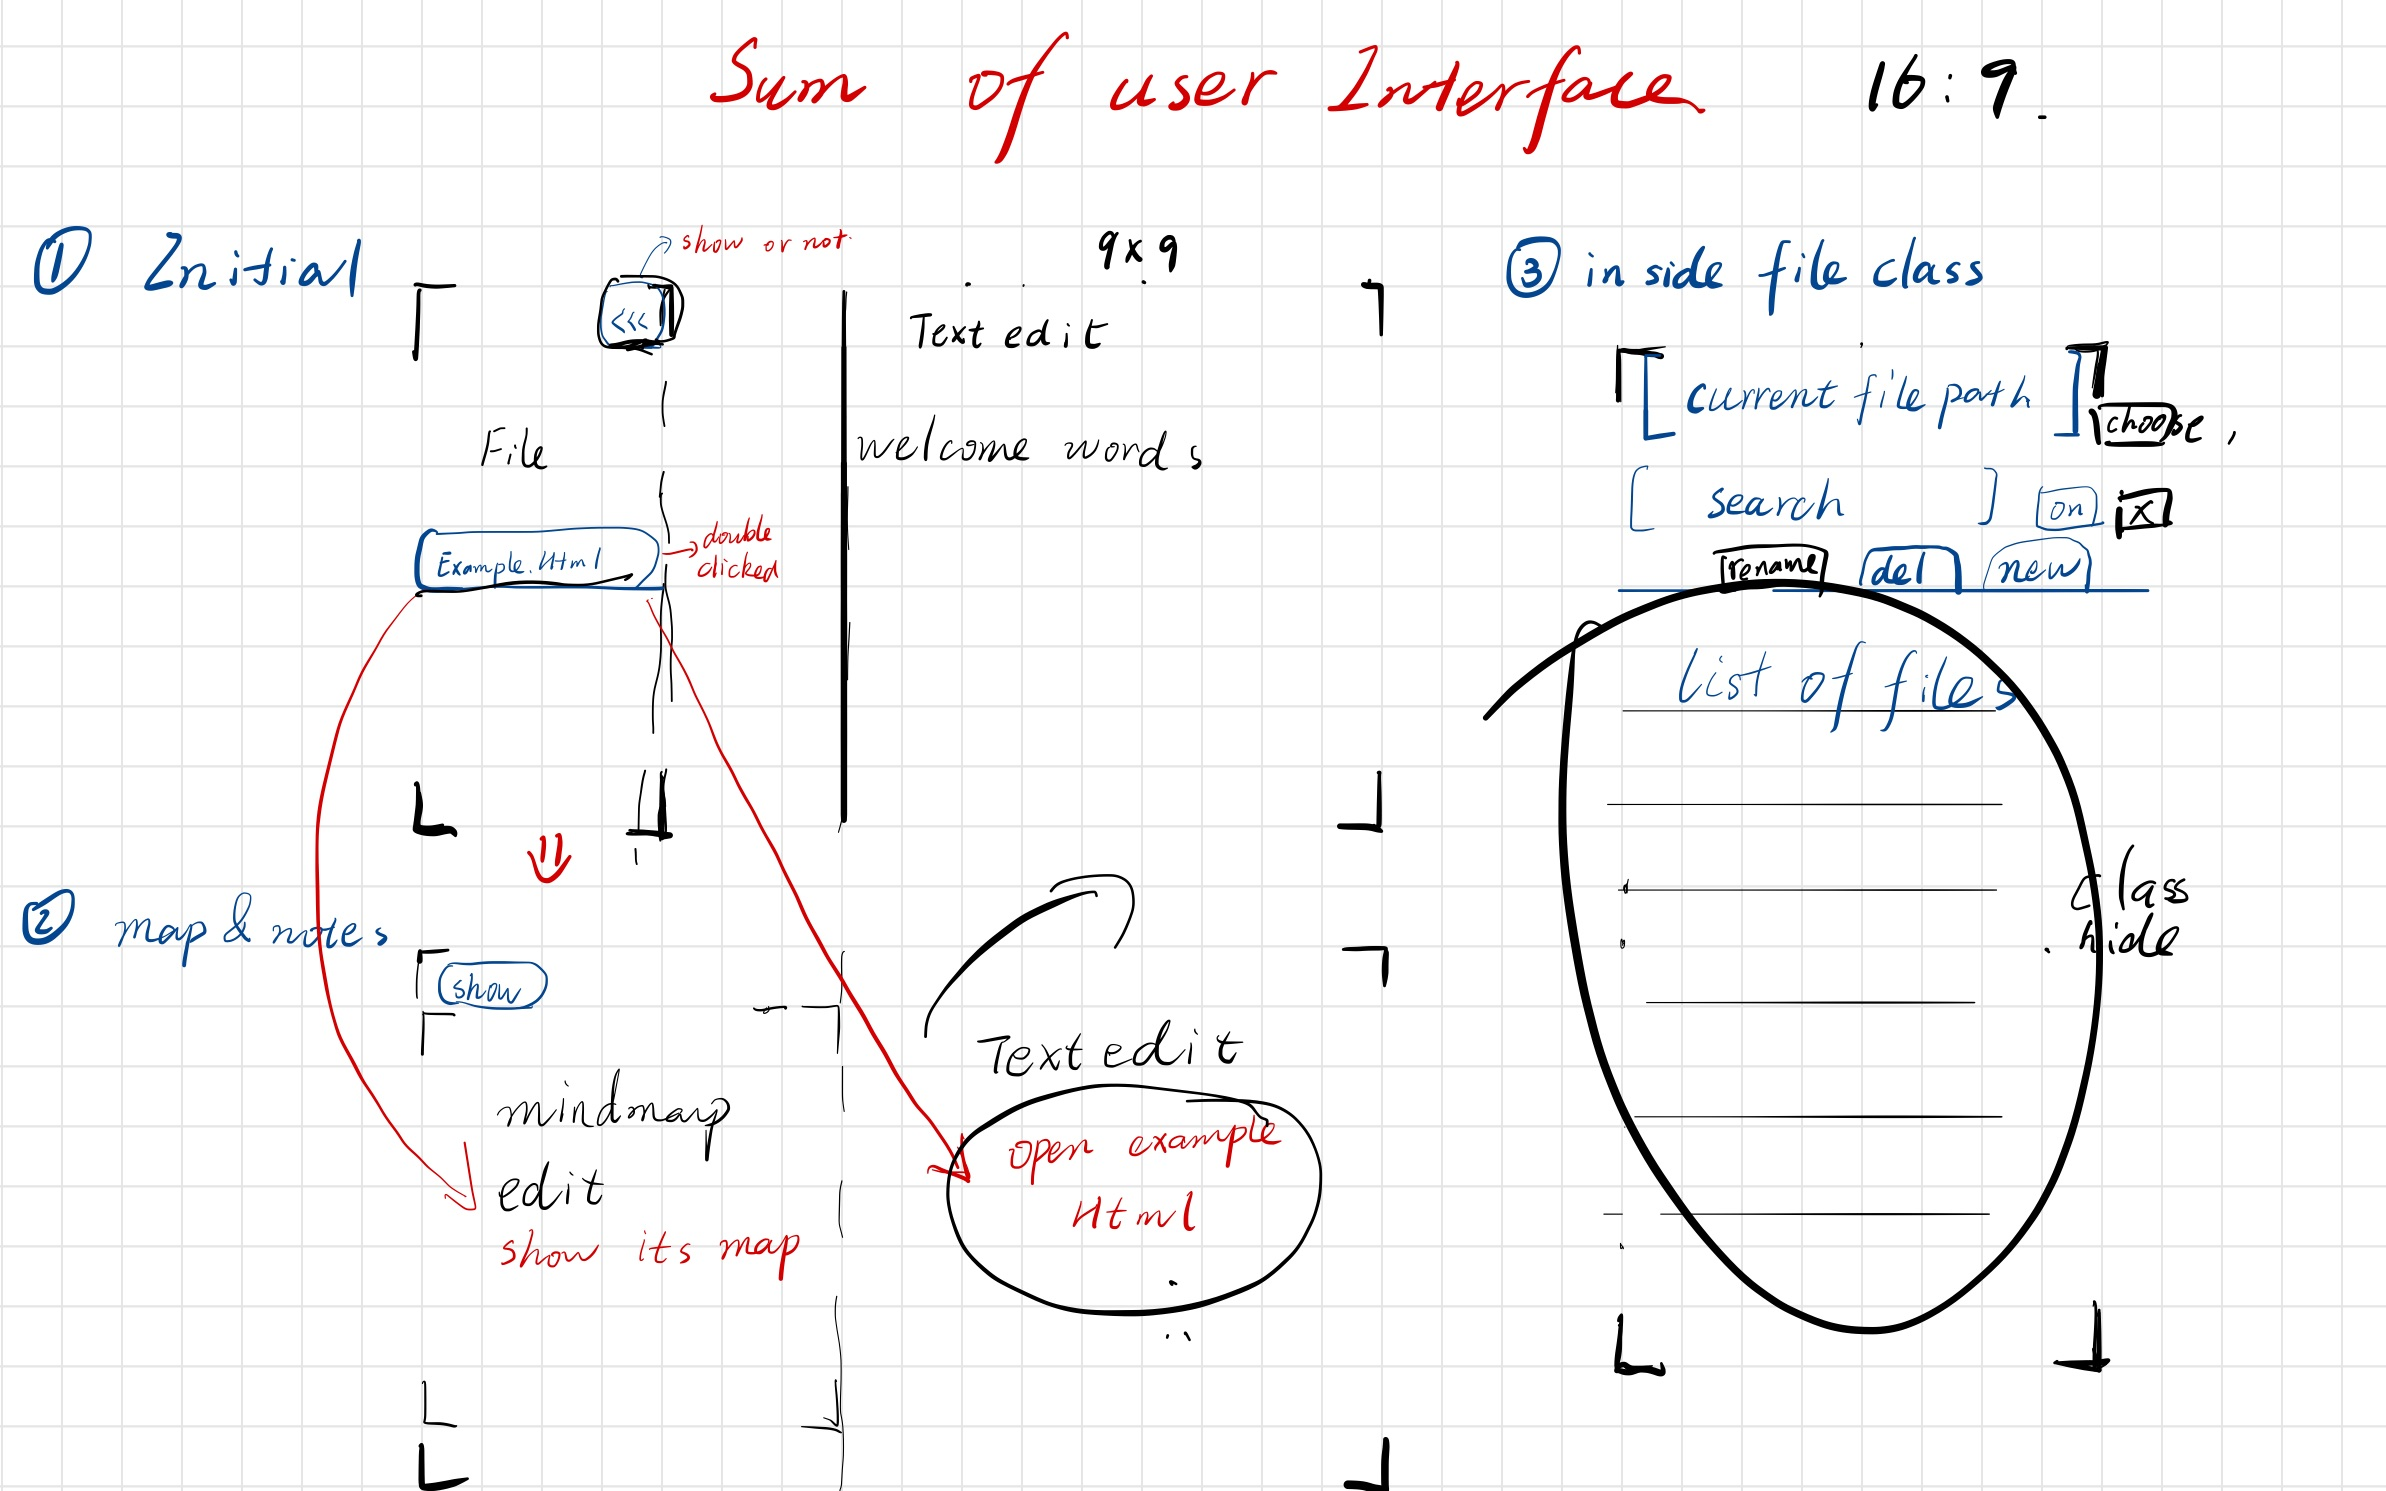 Sum of user Interface 16:9.
① Initial
show or not.
<<<
9x9
Text edit
File
welcome words
Example.Html
double
clicked
② map & notes
show
mindmap
edit
show its map
Text edit
open example
Html
③ in side file class
[current file path]
choose,
[search] on x
rename del new
List of files
class
hide